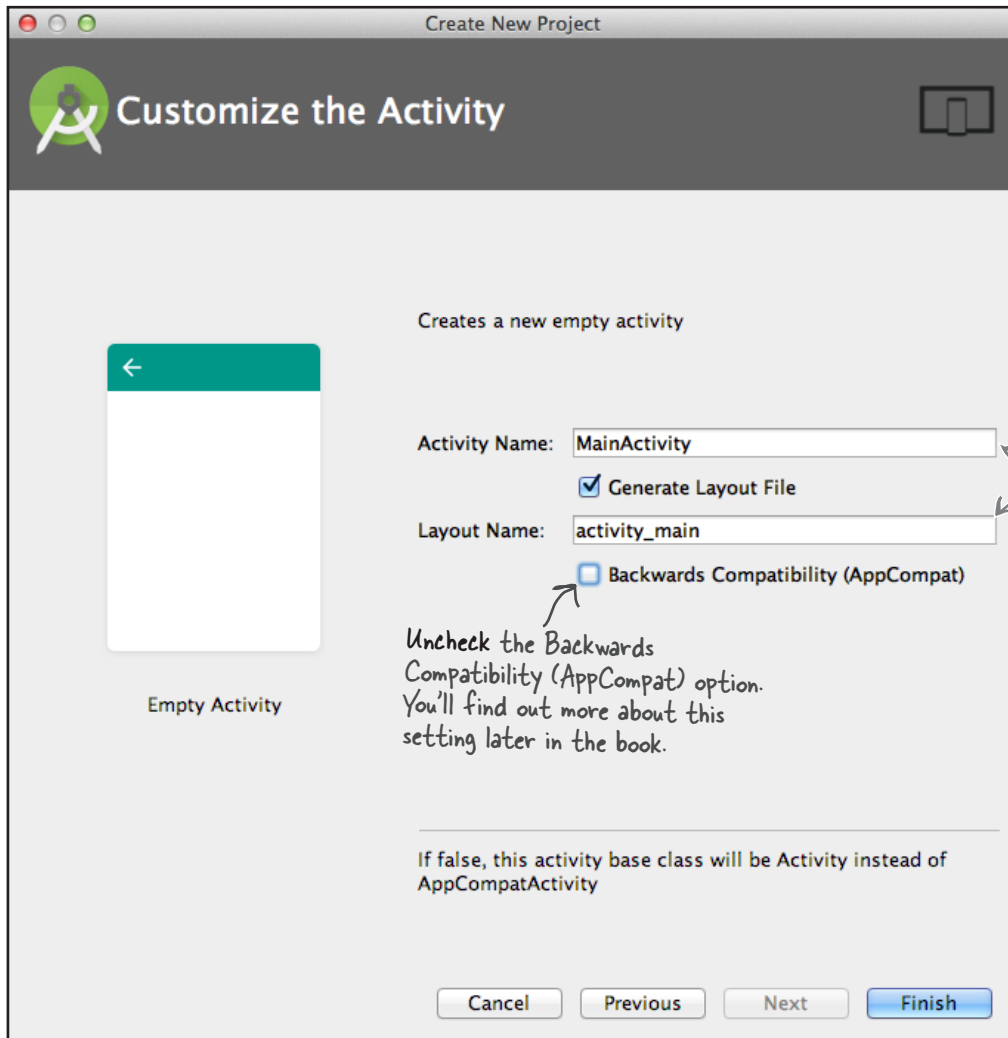 Create New Project
Customize the Activity
Creates a new empty activity
Activity Name: MainActivity
Generate Layout File
Layout Name: activity_main
Backwards Compatibility (AppCompat)
Uncheck the Backwards
Compatibility (AppCompat) option.
You'll find out more about this
setting later in the book.
Empty Activity
If false, this activity base class will be Activity instead of
AppCompatActivity
Cancel
Previous
Next
Finish